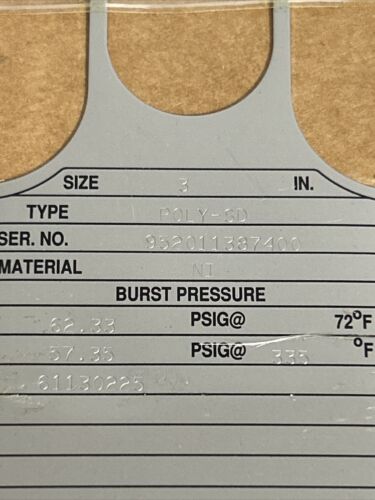 SIZE 3 IN.
TYPE POLY-SD
SER. NO. 952011387400
MATERIAL NI
BURST PRESSURE
62.33 PSIG@ 72°F
57.35 PSIG@ 335 °F
61130225